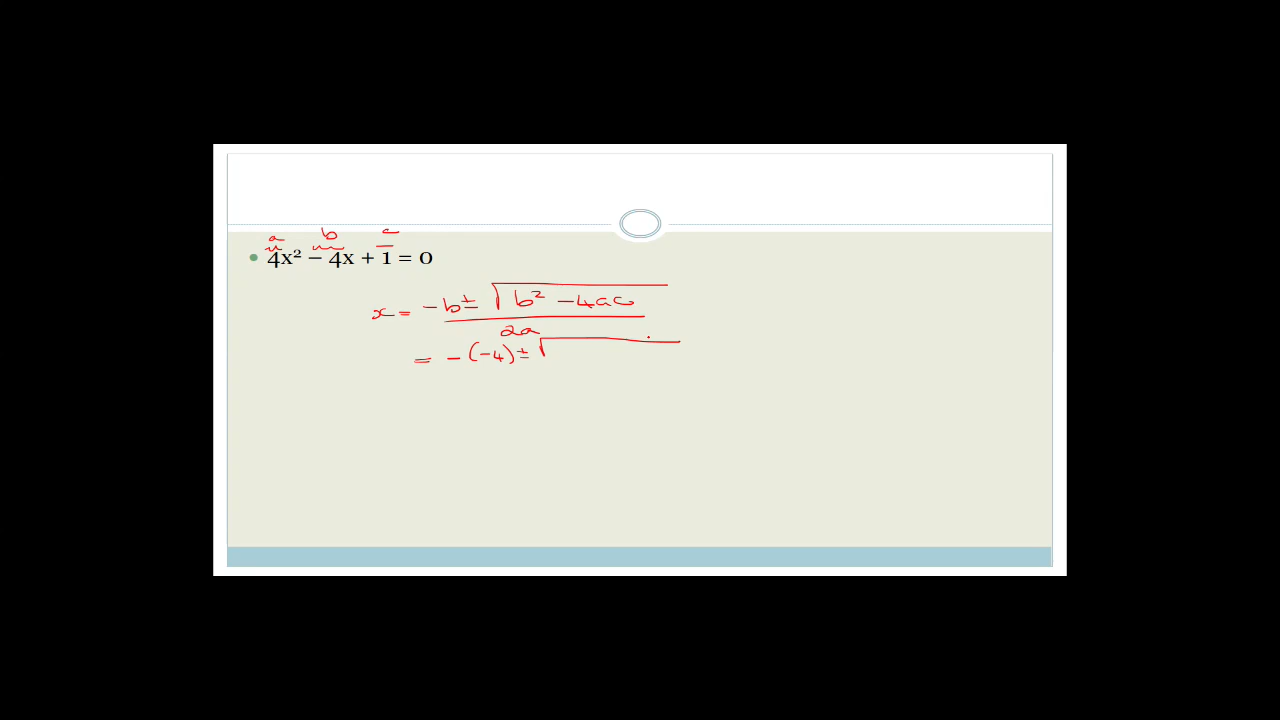 a b c
4x² − 4x + 1 = 0
x = −b ± √(b² − 4ac)
2a
= −(−4) ± √